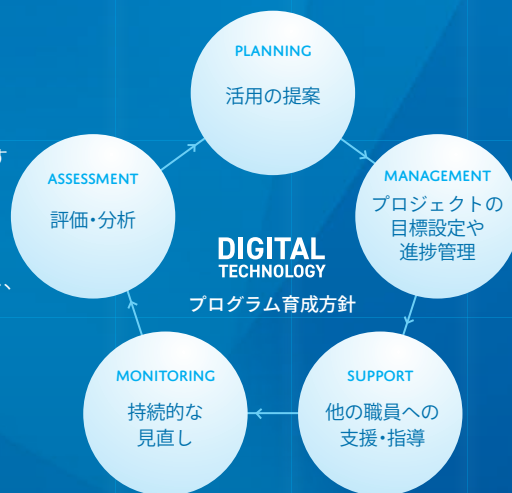 PLANNING
活用の提案
MANAGEMENT
プロジェクトの
目標設定や
進捗管理
SUPPORT
他の職員への
支援・指導
MONITORING
持続的な
見直し
ASSESSMENT
評価・分析
DIGITAL
TECHNOLOGY
プログラム育成方針
す
、